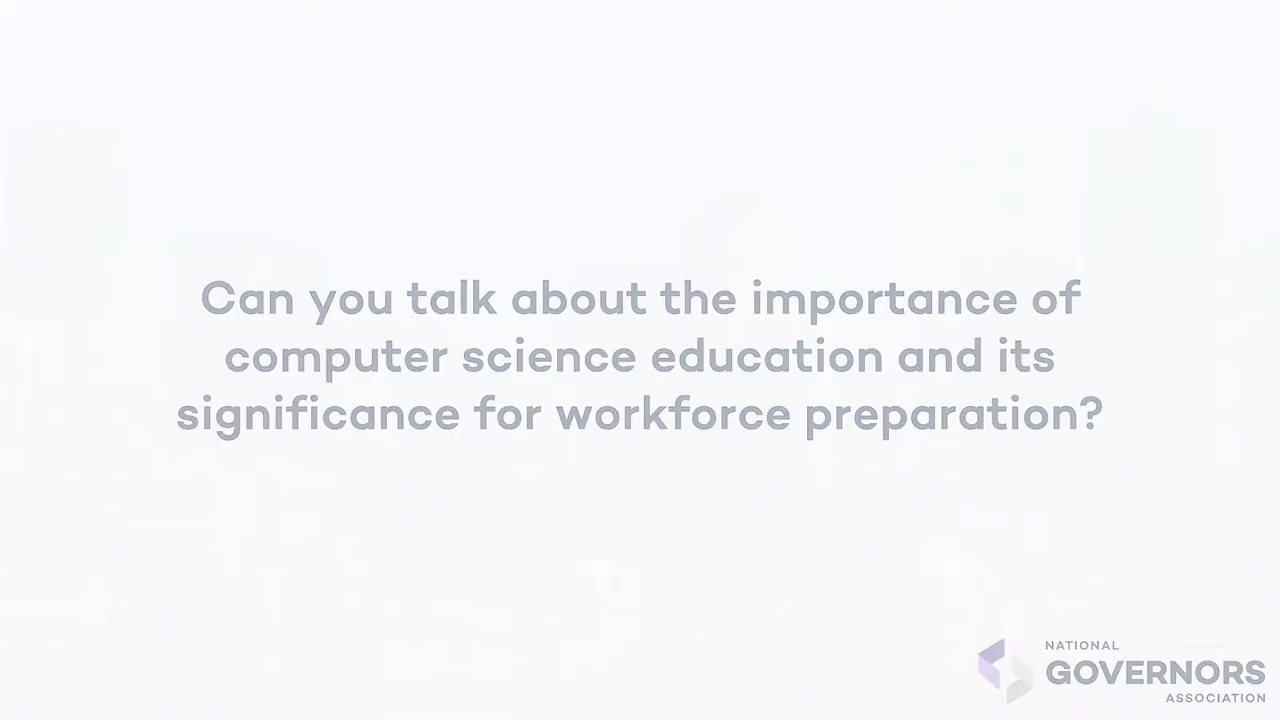 Can you talk about the importance of
computer science education and its
significance for workforce preparation?
NATIONAL
GOVERNORS
ASSOCIATION